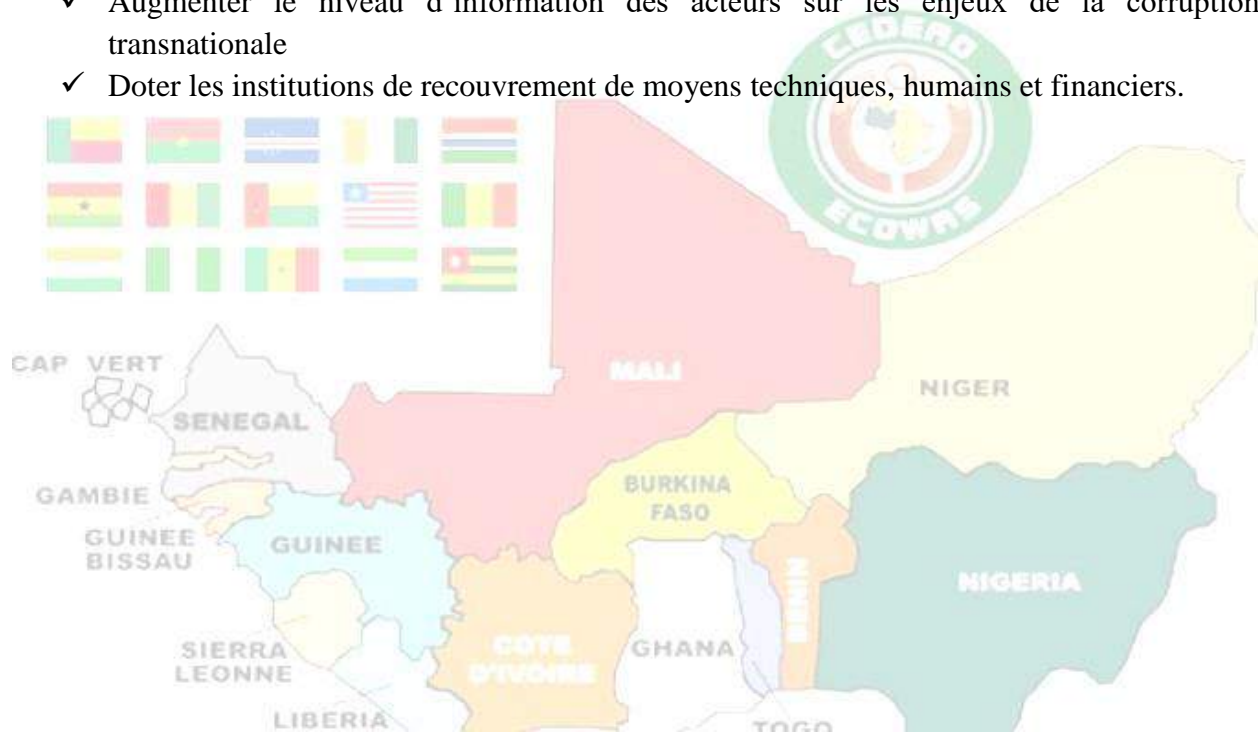 ✓ Augmenter le niveau d'information des acteurs sur les enjeux de la corruption
transnationale
✓ Doter les institutions de recouvrement de moyens techniques, humains et financiers.
CEDEAO
ECOWAS
CAP VERT
MALI
NIGER
SENEGAL
GAMBIE
BURKINA
FASO
GUINEE
BISSAU
GUINEE
BENIN
NIGERIA
SIERRA
LEONNE
COTE
D'IVOIRE
GHANA
LIBERIA
TOGO